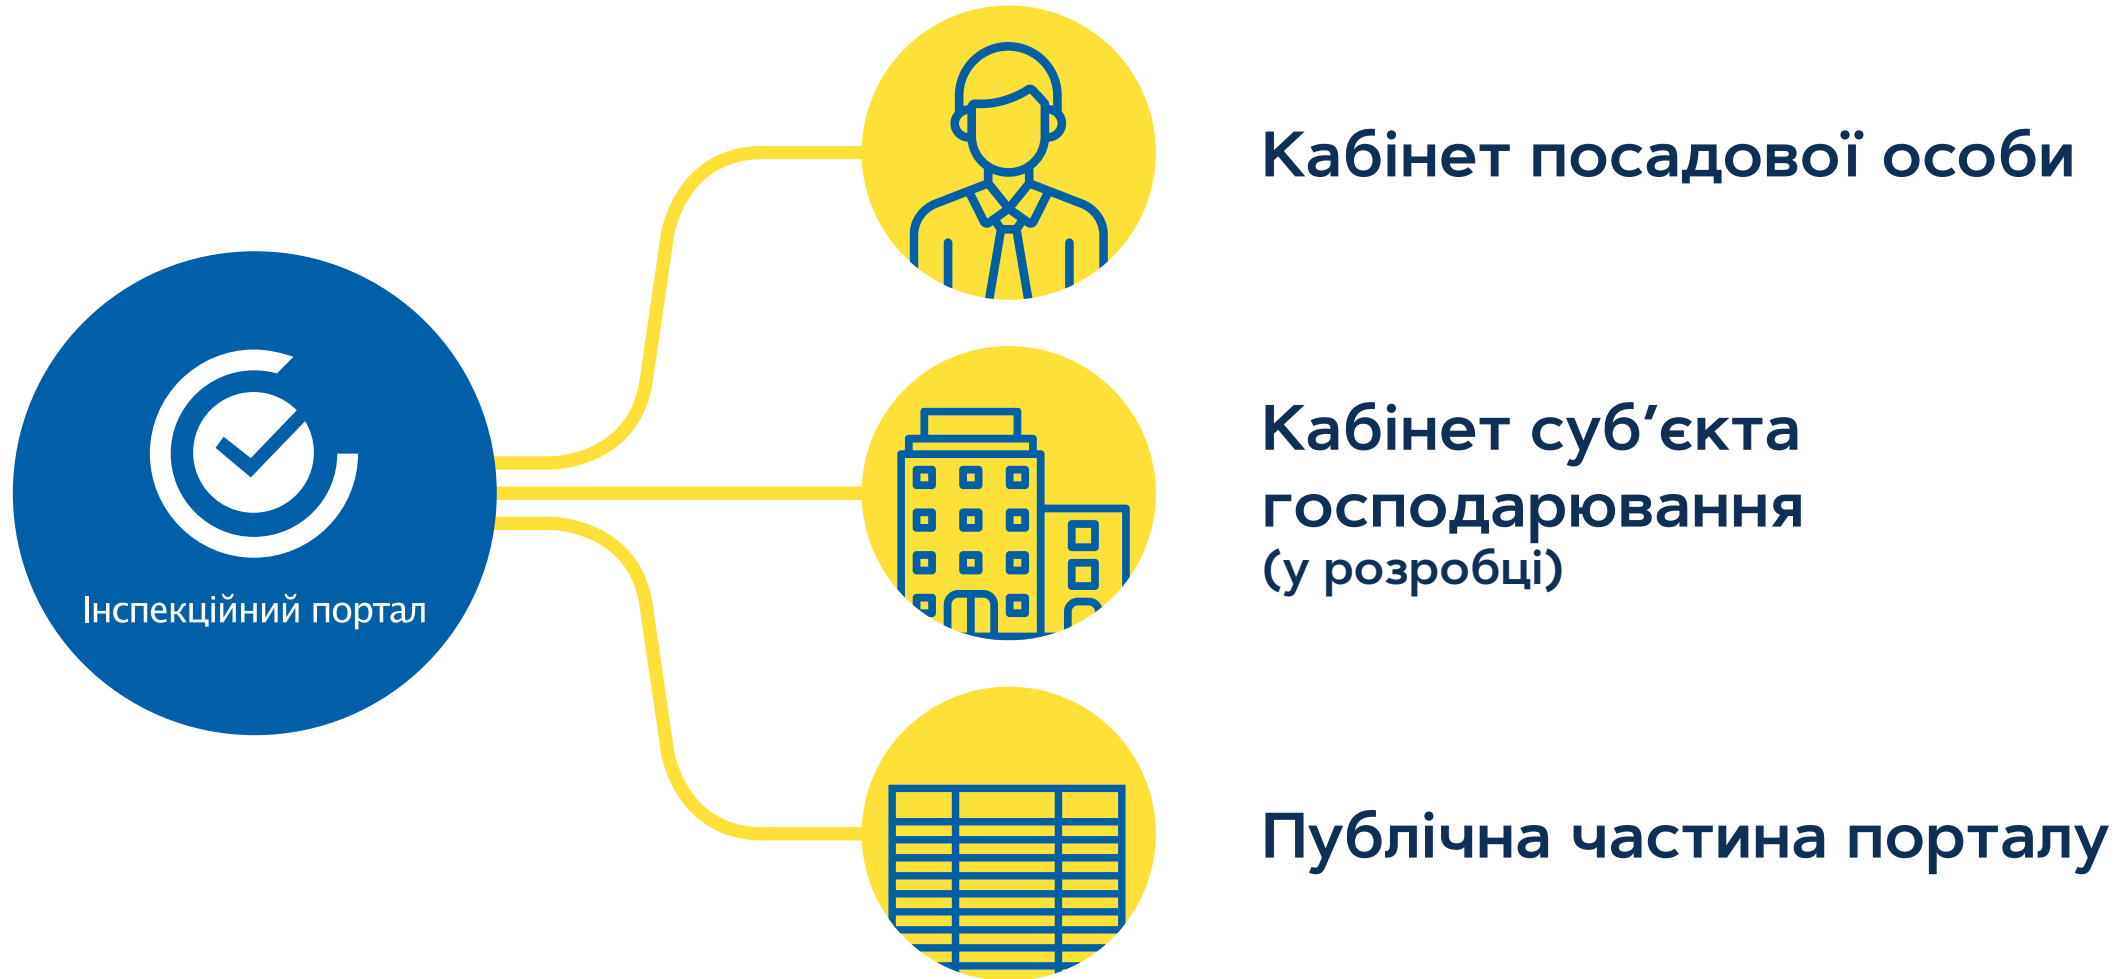 Інспекційний портал
Кабінет посадової особи
Кабінет суб’єкта
господарювання
(у розробці)
Публічна частина порталу